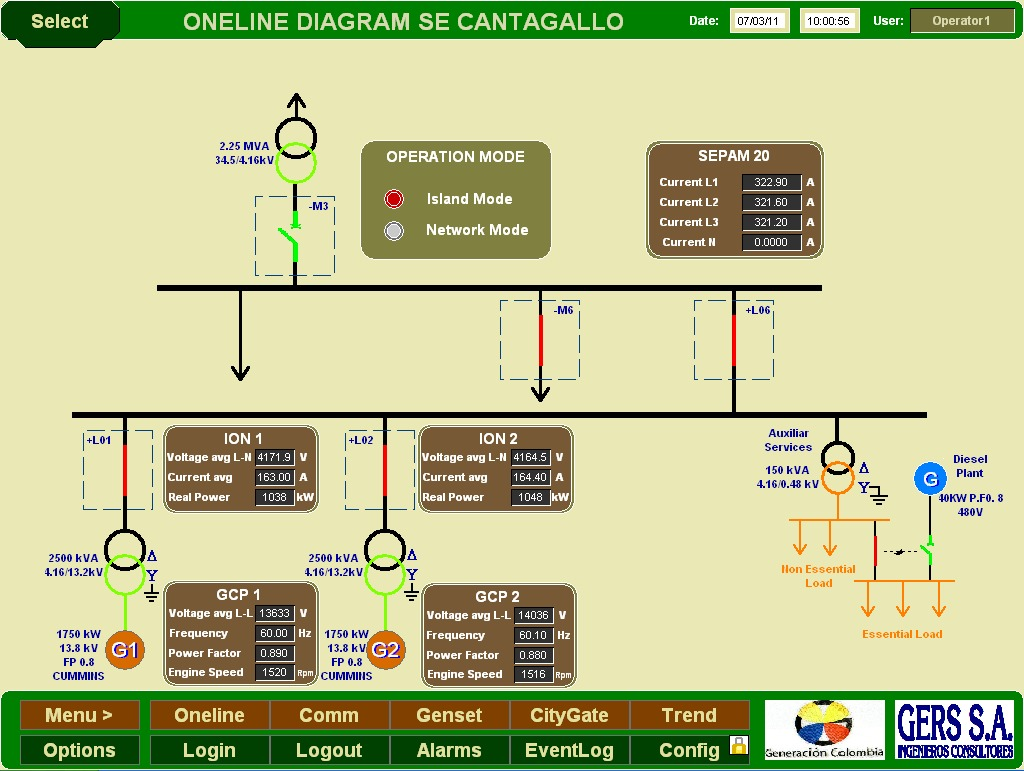 Select
ONELINE DIAGRAM SE CANTAGALLO
Date: 07/03/11 10:00:56 User: Operator1
2.25 MVA
34.5/4.16kV
-M3
OPERATION MODE
Island Mode
Network Mode
SEPAM 20
Current L1 322.90 A
Current L2 321.60 A
Current L3 321.20 A
Current N 0.0000 A
-M6
+L06
+L01
ION 1
Voltage avg L-N 4171.9 V
Current avg 163.00 A
Real Power 1038 kW
+L02
ION 2
Voltage avg L-N 4164.5 V
Current avg 164.40 A
Real Power 1048 kW
Auxiliar
Services
150 kVA
4.16/0.48 kV
Δ
Y
Diesel
Plant
G
40KW P.F0. 8
480V
Non Essential
Load
Essential Load
2500 kVA
4.16/13.2kV
Δ
Y
2500 kVA
4.16/13.2kV
Δ
Y
GCP 1
Voltage avg L-L 13633 V
Frequency 60.00 Hz
Power Factor 0.890
Engine Speed 1520 Rpm
GCP 2
Voltage avg L-L 14036 V
Frequency 60.10 Hz
Power Factor 0.880
Engine Speed 1516 Rpm
1750 kW
13.8 kV
FP 0.8
CUMMINS
G1
1750 kW
13.8 kV
FP 0.8
CUMMINS
G2
Menu > Oneline Comm Genset CityGate Trend
Options Login Logout Alarms EventLog Config
Generación Colombia
GERS S.A.
INGENIEROS CONSULTORES